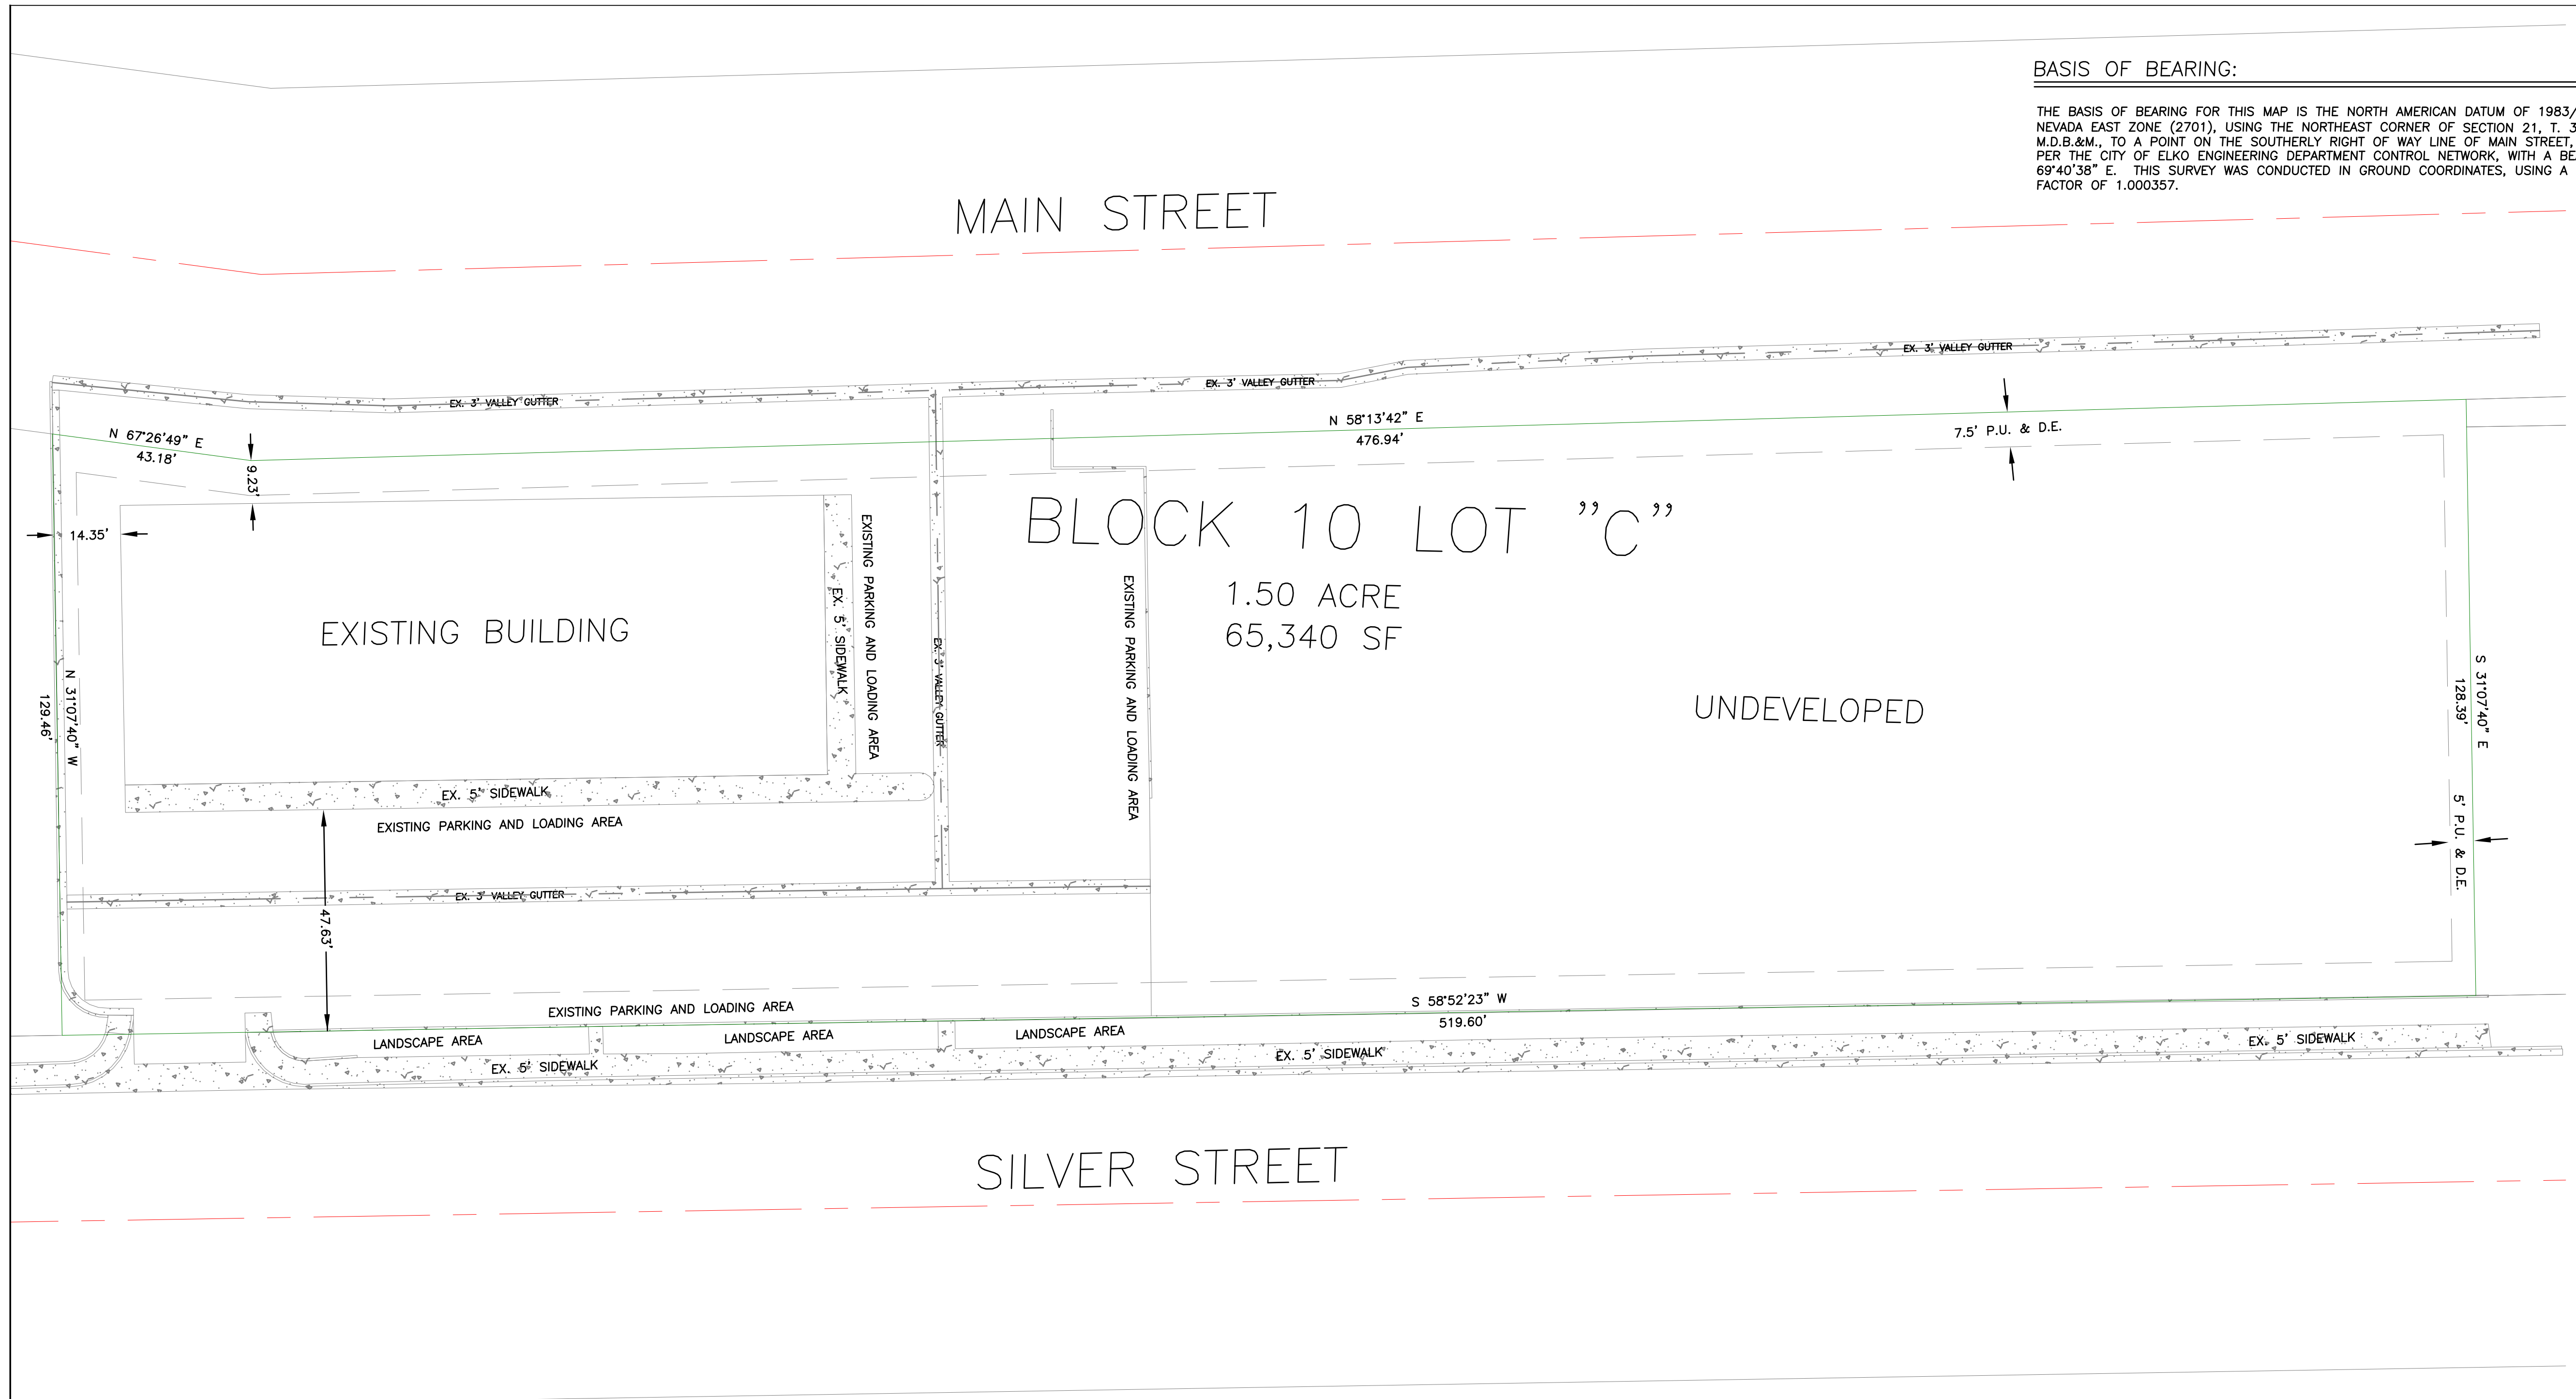 BASIS OF BEARING:
THE BASIS OF BEARING FOR THIS MAP IS THE NORTH AMERICAN DATUM OF 1983/
NEVADA EAST ZONE (2701), USING THE NORTHEAST CORNER OF SECTION 21, T. 3
M.D.B.&M., TO A POINT ON THE SOUTHERLY RIGHT OF WAY LINE OF MAIN STREET,
PER THE CITY OF ELKO ENGINEERING DEPARTMENT CONTROL NETWORK, WITH A
69°40'38" E. THIS SURVEY WAS CONDUCTED IN GROUND COORDINATES, USING A
FACTOR OF 1.000357.
MAIN STREET
EX. 3' VALLEY GUTTER
EX. 3' VALLEY GUTTER
EX. 3' VALLEY GUTTER
N 67°26'49" E
43.18'
9.23'
N 58°13'42" E
476.94'
7.5' P.U. & D.E.
14.35'
BLOCK 10 LOT "C"
1.50 ACRE
65,340 SF
EXISTING BUILDING
EX. 5' SIDEWALK
EXISTING PARKING AND LOADING AREA
EX. 3' VALLEY GUTTER
EXISTING PARKING AND LOADING AREA
UNDEVELOPED
N 31°07'40" W
129.46'
S 31°07'40" E
128.39'
5' P.U. & D.E.
EX. 5' SIDEWALK
EXISTING PARKING AND LOADING AREA
EX. 3' VALLEY GUTTER
47.63'
EXISTING PARKING AND LOADING AREA
S 58°52'23" W
519.60'
LANDSCAPE AREA
LANDSCAPE AREA
LANDSCAPE AREA
EX. 5' SIDEWALK
EX. 5' SIDEWALK
EX. 5' SIDEWALK
SILVER STREET